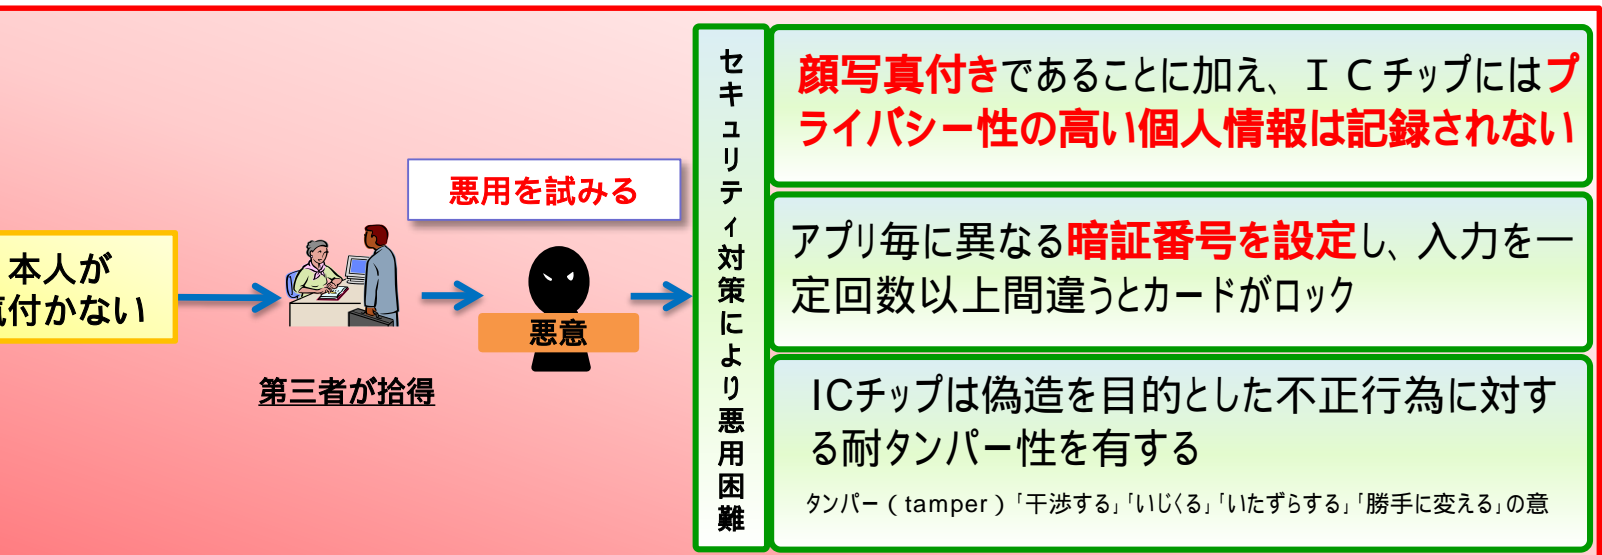 本人が
気付かない
第三者が拾得
悪用を試みる
悪意
セキュリティ対策により悪用困難
顔写真付きであることに加え、ＩＣチップにはプ
ライバシー性の高い個人情報は記録されない
アプリ毎に異なる暗証番号を設定し、入力を一
定回数以上間違うとカードがロック
ICチップは偽造を目的とした不正行為に対す
る耐タンパー性を有する
タンパー（tamper）「干渉する」「いじくる」「いたずらする」「勝手に変える」の意